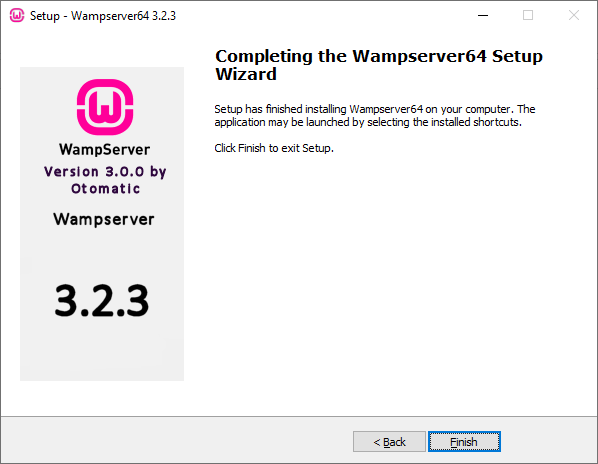 Setup - Wampserver64 3.2.3
Completing the Wampserver64 Setup
Wizard
Setup has finished installing Wampserver64 on your computer. The
application may be launched by selecting the installed shortcuts.
Click Finish to exit Setup.
WampServer
Version 3.0.0 by
Otomatic
Wampserver
3.2.3
< Back
Finish